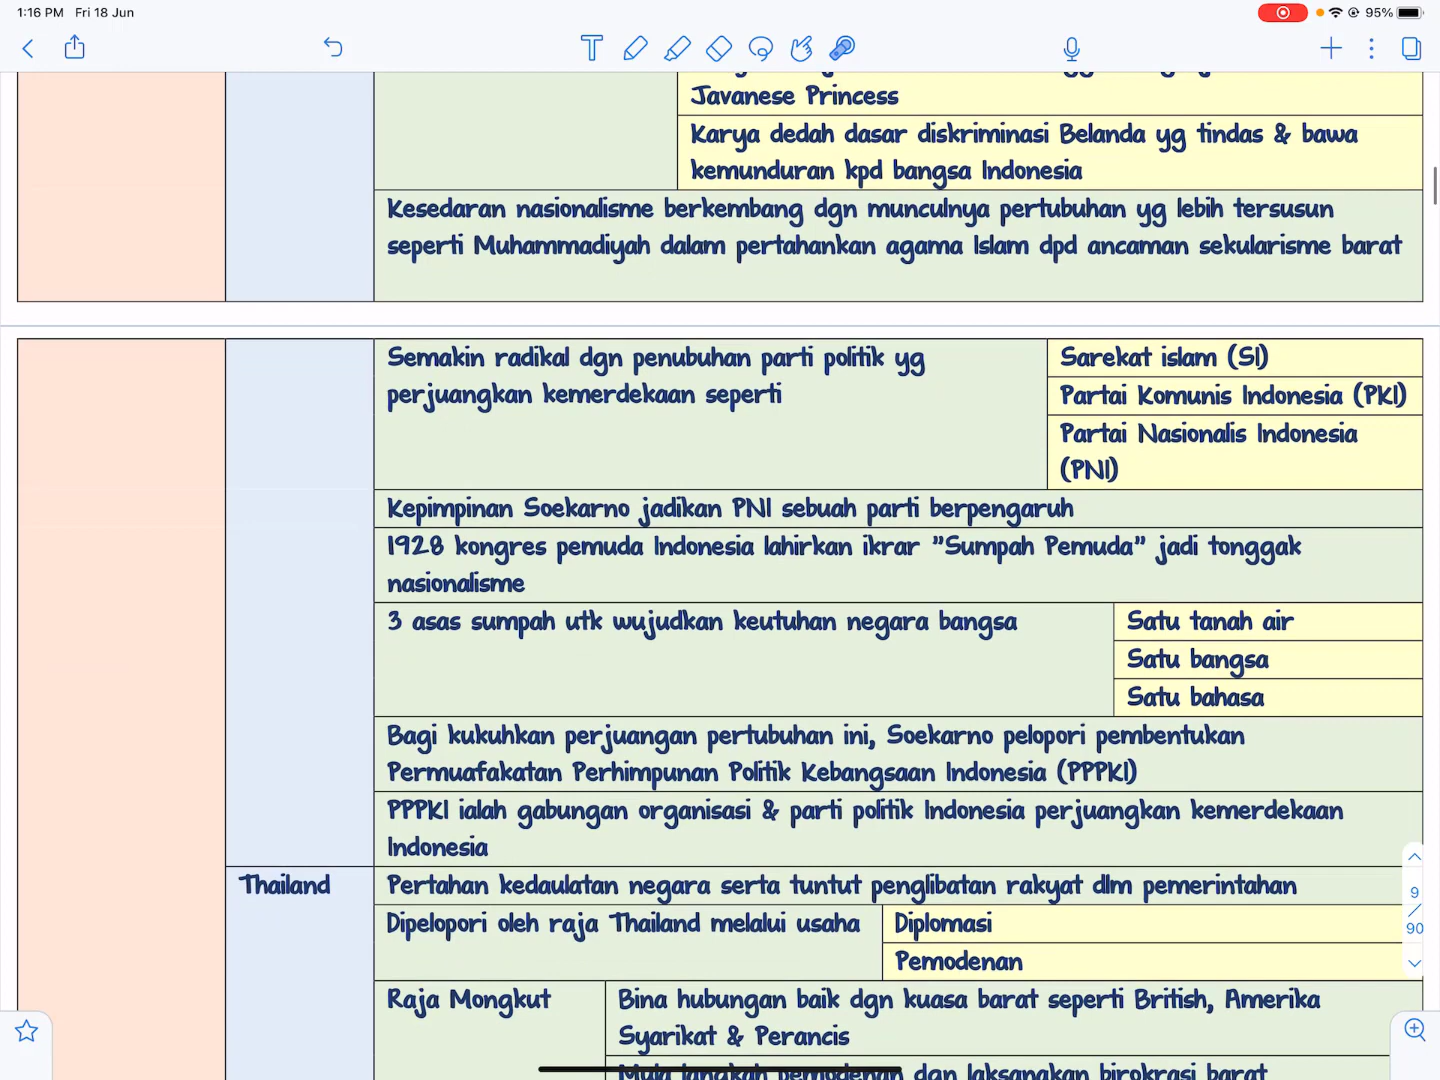 1:16 PM Fri 18 Jun
95%
Javanese Princess
Karya dedah dasar diskriminasi Belanda yg tindas & bawa
kemunduran kpd bangsa Indonesia
Kesedaran nasionalisme berkembang dgn munculnya pertubuhan yg lebih tersusun
seperti Muhammadiyah dalam pertahankan agama Islam dpd ancaman sekularisme barat
Semakin radikal dgn penubuhan parti politik yg
perjuangkan kemerdekaan seperti
Sarekat islam (SI)
Partai Komunis Indonesia (PKI)
Partai Nasionalis Indonesia
(PNI)
Kepimpinan Soekarno jadikan PNI sebuah parti berpengaruh
1928 kongres pemuda Indonesia lahirkan ikrar "Sumpah Pemuda" jadi tonggak
nasionalisme
3 asas sumpah utk wujudkan keutuhan negara bangsa
Satu tanah air
Satu bangsa
Satu bahasa
Bagi kukuhkan perjuangan pertubuhan ini, Soekarno pelopori pembentukan
Permuafakatan Perhimpunan Politik Kebangsaan Indonesia (PPPKI)
PPPKI ialah gabungan organisasi & parti politik Indonesia perjuangkan kemerdekaan
Indonesia
Thailand
Pertahan kedaulatan negara serta tuntut penglibatan rakyat dlm pemerintahan
Dipelopori oleh raja Thailand melalui usaha
Diplomasi
Pemodenan
Raja Mongkut
Bina hubungan baik dgn kuasa barat seperti British, Amerika
Syarikat & Perancis
Mula langkah pemodenan dgn laksanakan birokrasi barat
9
/
90